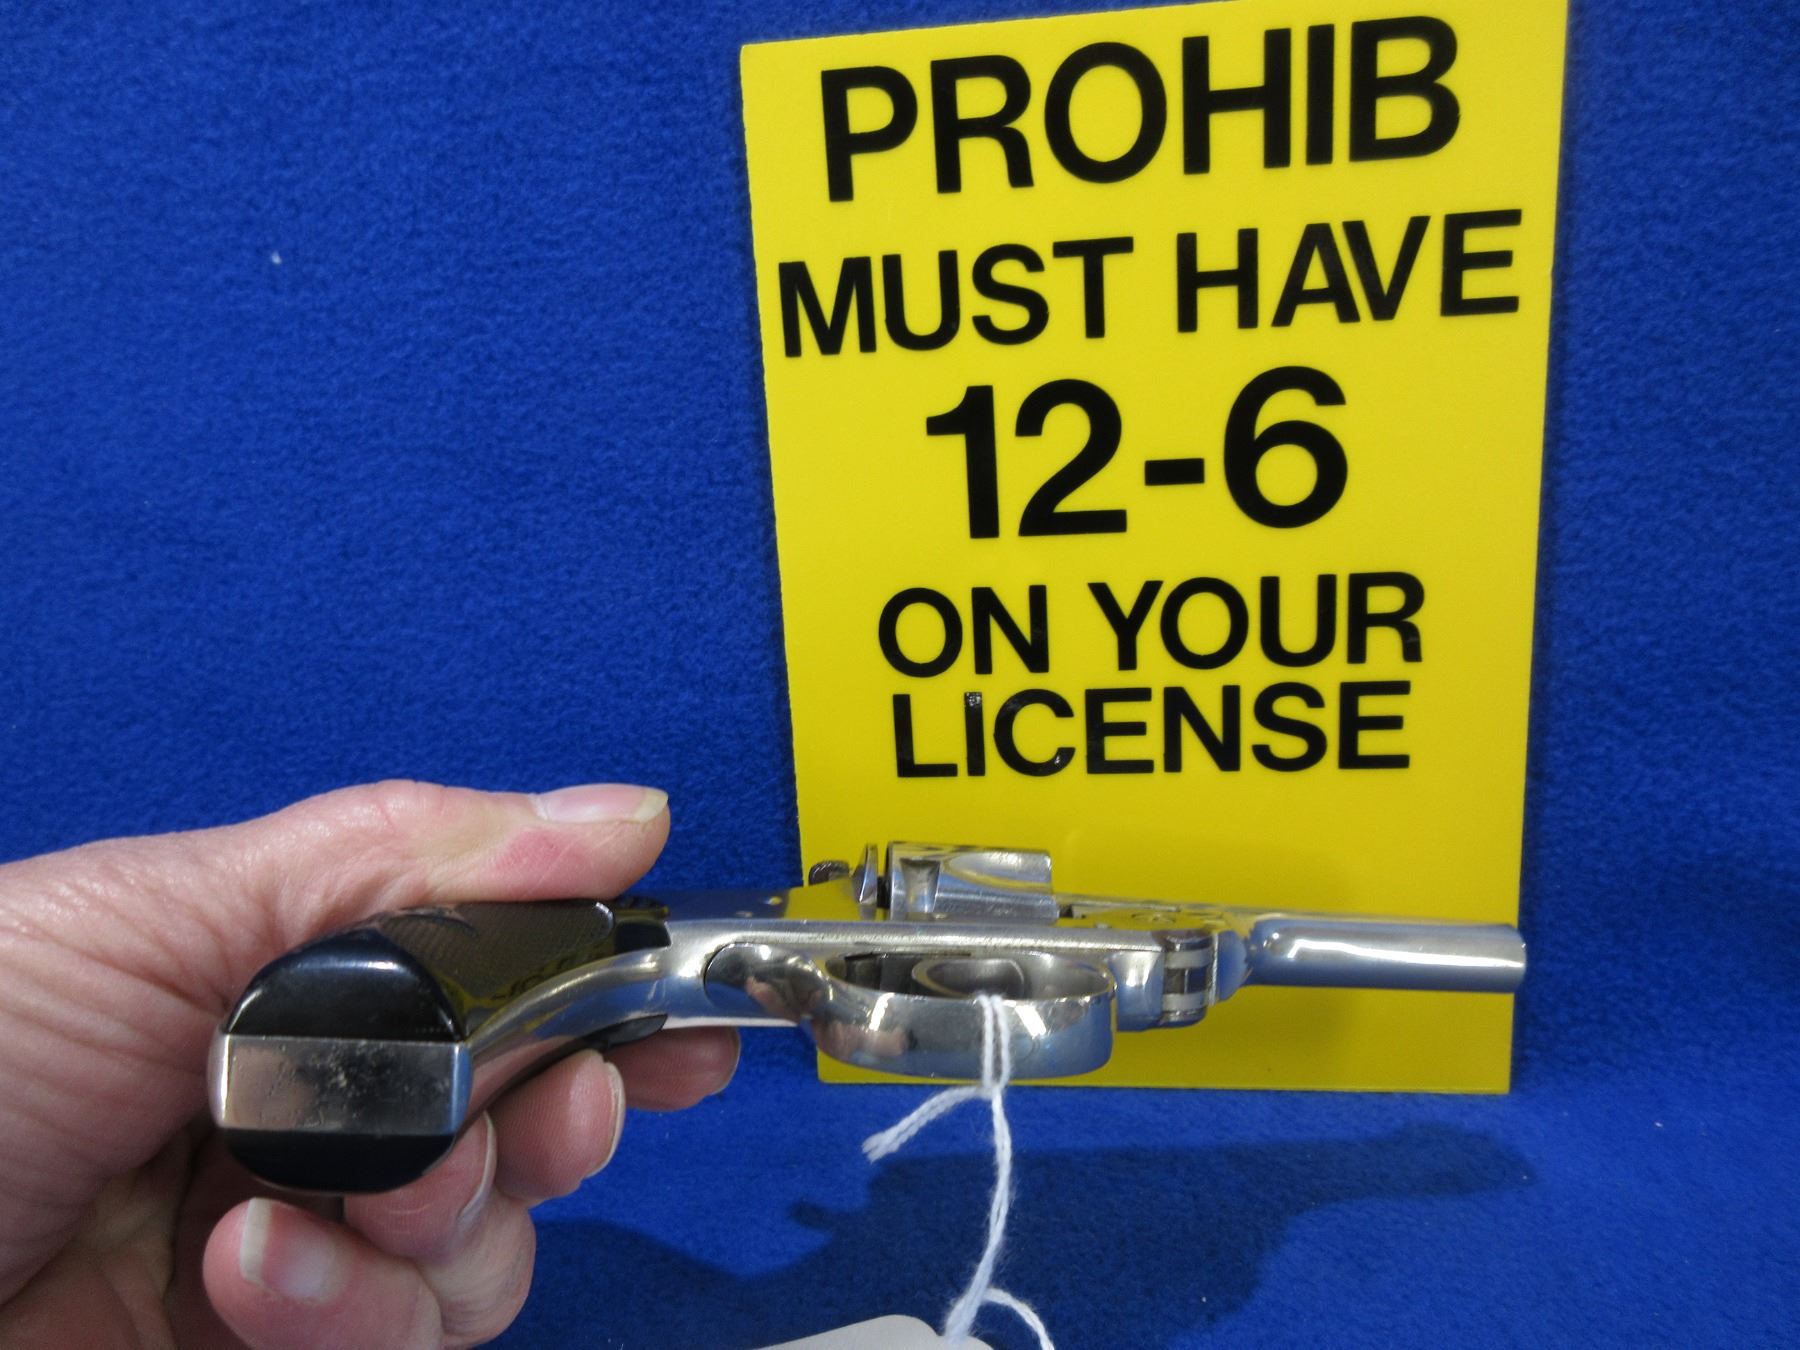 PROHIB
MUST HAVE
12-6
ON YOUR
LICENSE